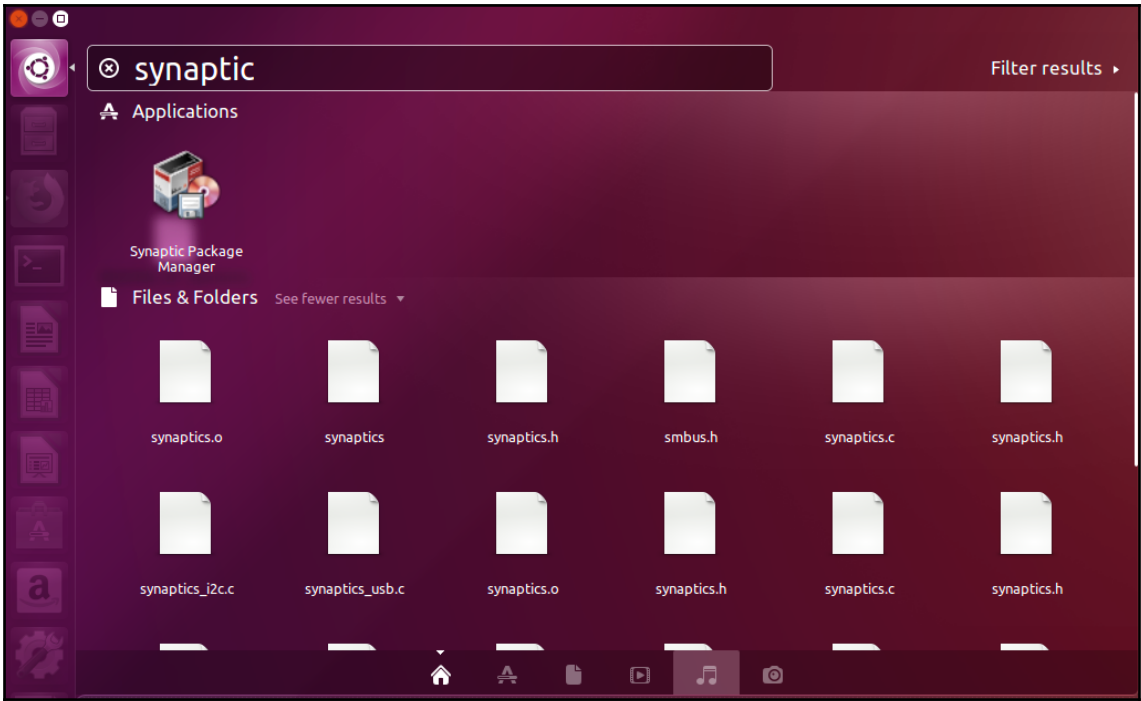 synaptic
Filter results
Applications
Synaptic Package
Manager
Files & Folders See fewer results
synaptics.o synaptics synaptics.h smbus.h synaptics.c synaptics.h
synaptics_i2c.c synaptics_usb.c synaptics.o synaptics.h synaptics.c synaptics.h